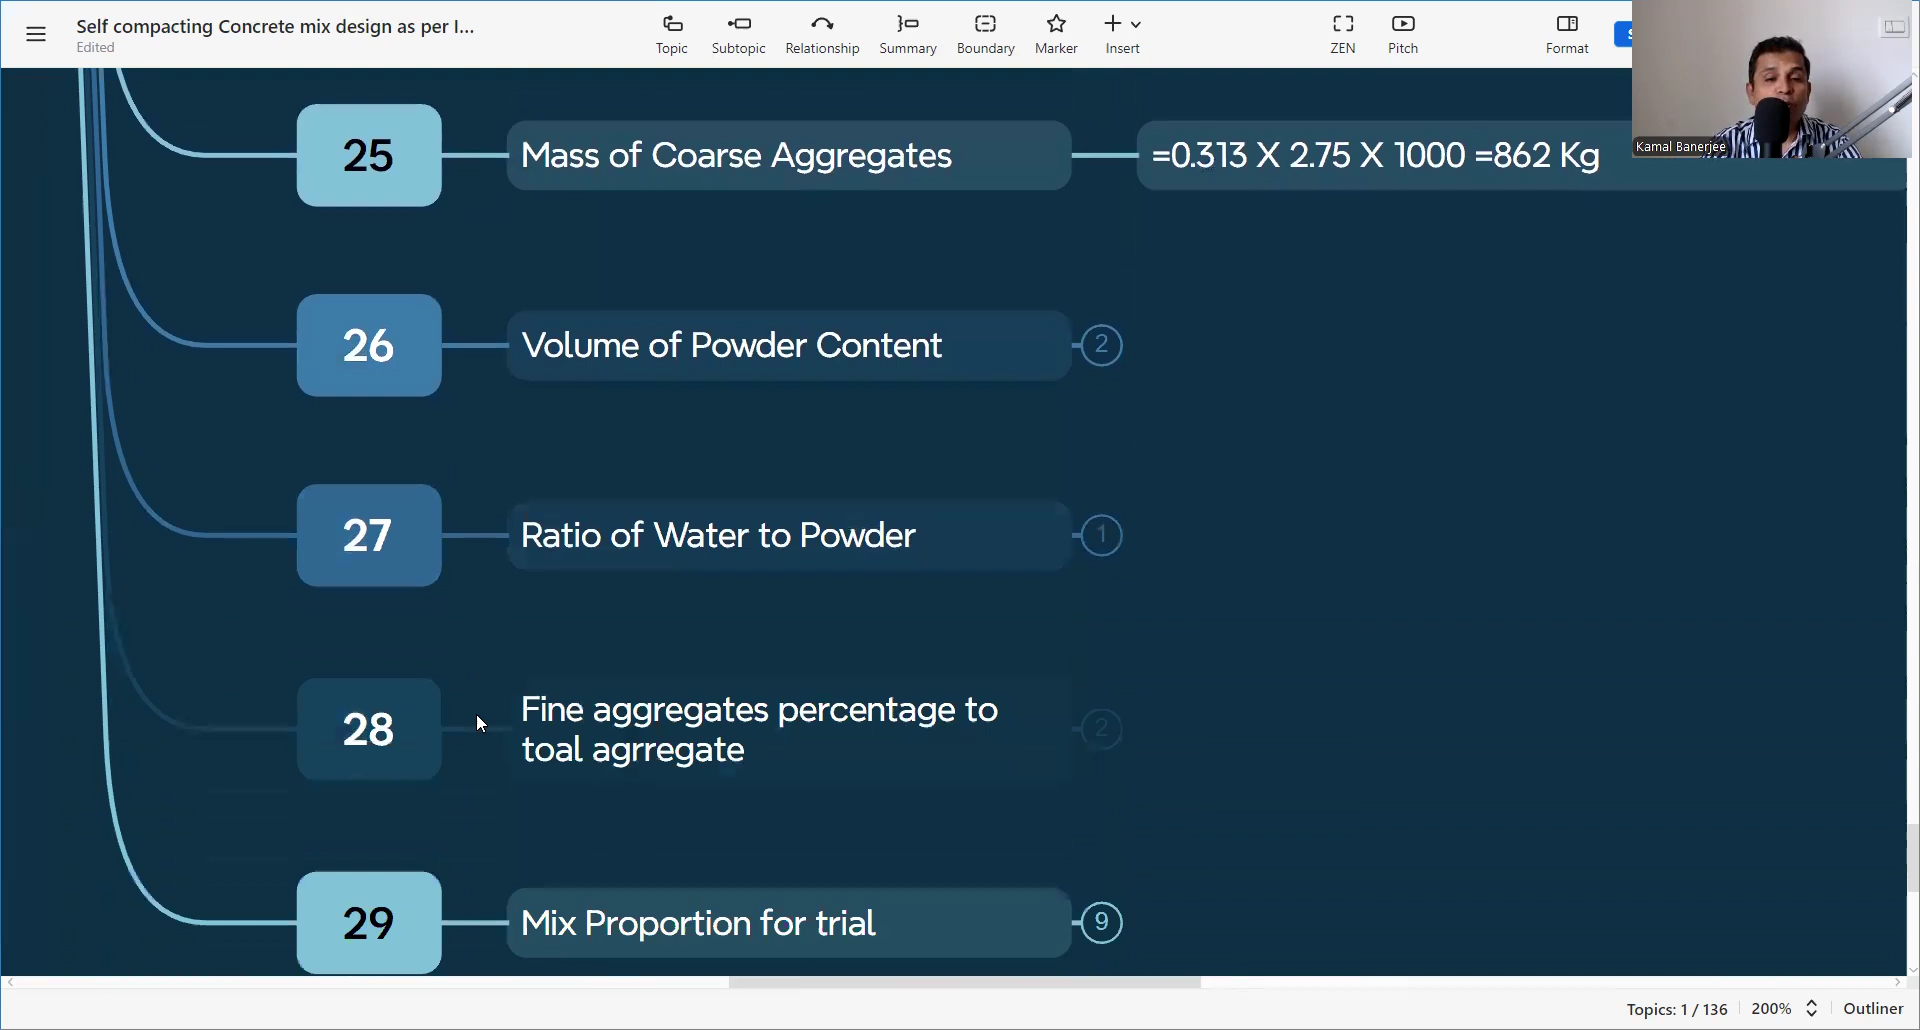 Self compacting Concrete mix design as per I...
Edited
Topic
Subtopic
Relationship
Summary
Boundary
Marker
Insert
ZEN
Pitch
Format
Kamal Banerjee
25
Mass of Coarse Aggregates
=0.313 X 2.75 X 1000 =862 Kg
26
Volume of Powder Content
2
27
Ratio of Water to Powder
1
28
Fine aggregates percentage to
toal agrregate
2
29
Mix Proportion for trial
9
Topics: 1 / 136
200%
Outliner